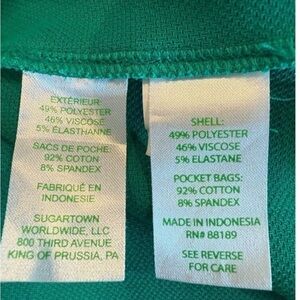 EXTÉRIEUR:
49% POLYESTER
46% VISCOSE
5% ÉLASTHANNE
SACS DE POCHE:
92% COTON
8% SPANDEX
FABRIQUÉ EN
INDONESIE
SUGARTOWN
WORLDWIDE, LLC
800 THIRD AVENUE
KING OF PRUSSIA, PA
SHELL:
49% POLYESTER
46% VISCOSE
5% ELASTANE
POCKET BAGS:
92% COTTON
8% SPANDEX
MADE IN INDONESIA
RN# 88189
SEE REVERSE
FOR CARE